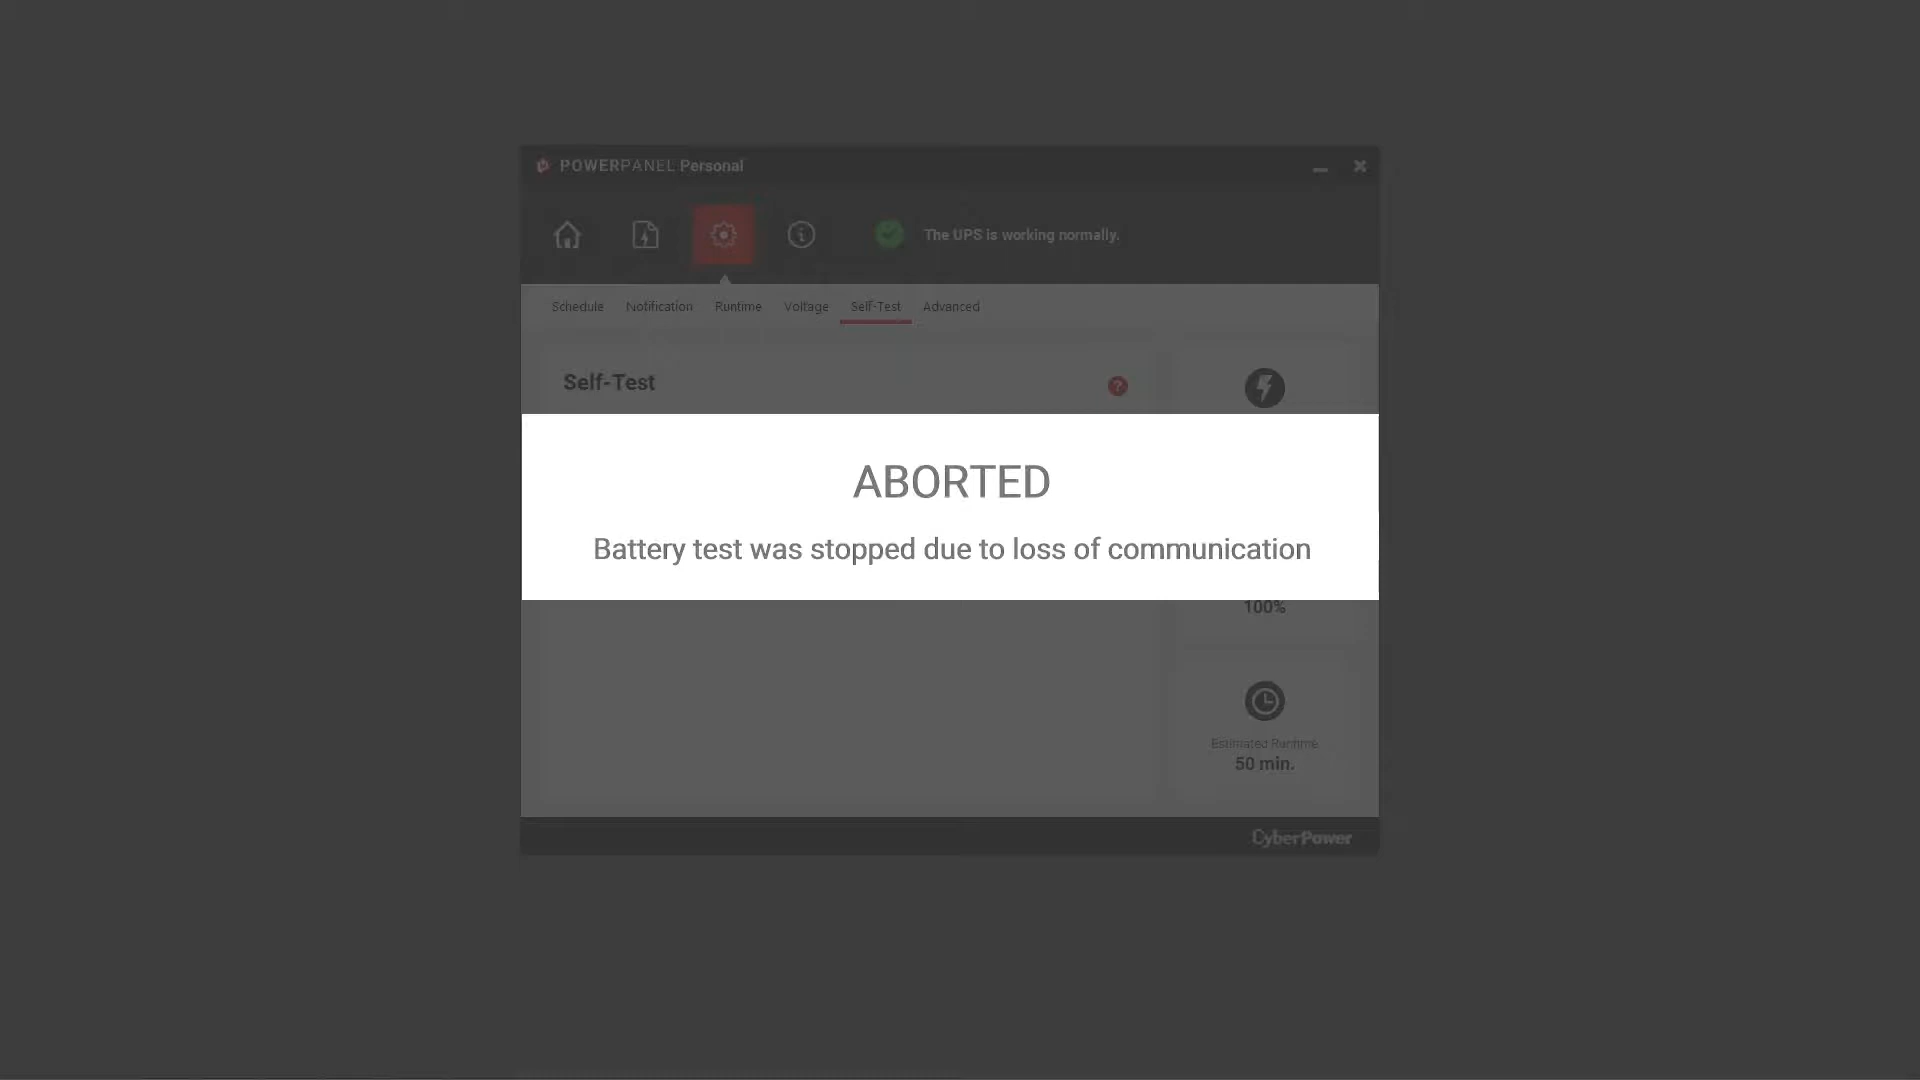 POWERPANEL Personal
The UPS is working normally.
Schedule Notification Runtime Voltage Self-Test Advanced
Self-Test
ABORTED
Battery test was stopped due to loss of communication
100%
Estimated Runtime
50 min.
CyberPower